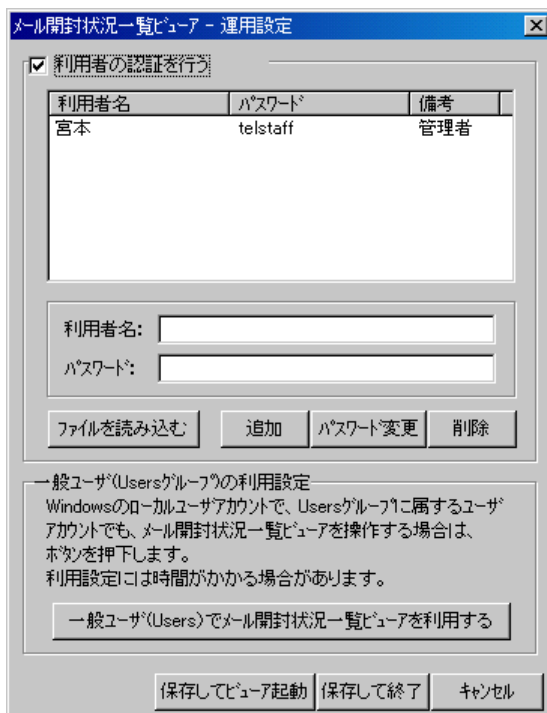 ﾒｰﾙ開封状況一覧ﾋﾞｭｰｱ - 運用設定
利用者の認証を行う
利用者名 ﾊﾟｽﾜｰﾄﾞ 備考
宮本 telstaff 管理者
利用者名:
ﾊﾟｽﾜｰﾄﾞ:
ﾌｧｲﾙを読み込む 追加 ﾊﾟｽﾜｰﾄﾞ変更 削除
一般ﾕｰｻﾞ(Usersｸﾞﾙｰﾌﾟ)の利用設定
Windowsのﾛｰｶﾙﾕｰｻﾞｱｶｳﾝﾄで、Usersｸﾞﾙｰﾌﾟに属するﾕｰｻﾞ
ｱｶｳﾝﾄでも、ﾒｰﾙ開封状況一覧ﾋﾞｭｰｱを操作する場合は、
ﾎﾞﾀﾝを押下します。
利用設定には時間がかかる場合があります。
一般ﾕｰｻﾞ(Users)でﾒｰﾙ開封状況一覧ﾋﾞｭｰｱを利用する
保存してﾋﾞｭｰｱ起動 保存して終了 ｷｬﾝｾﾙ